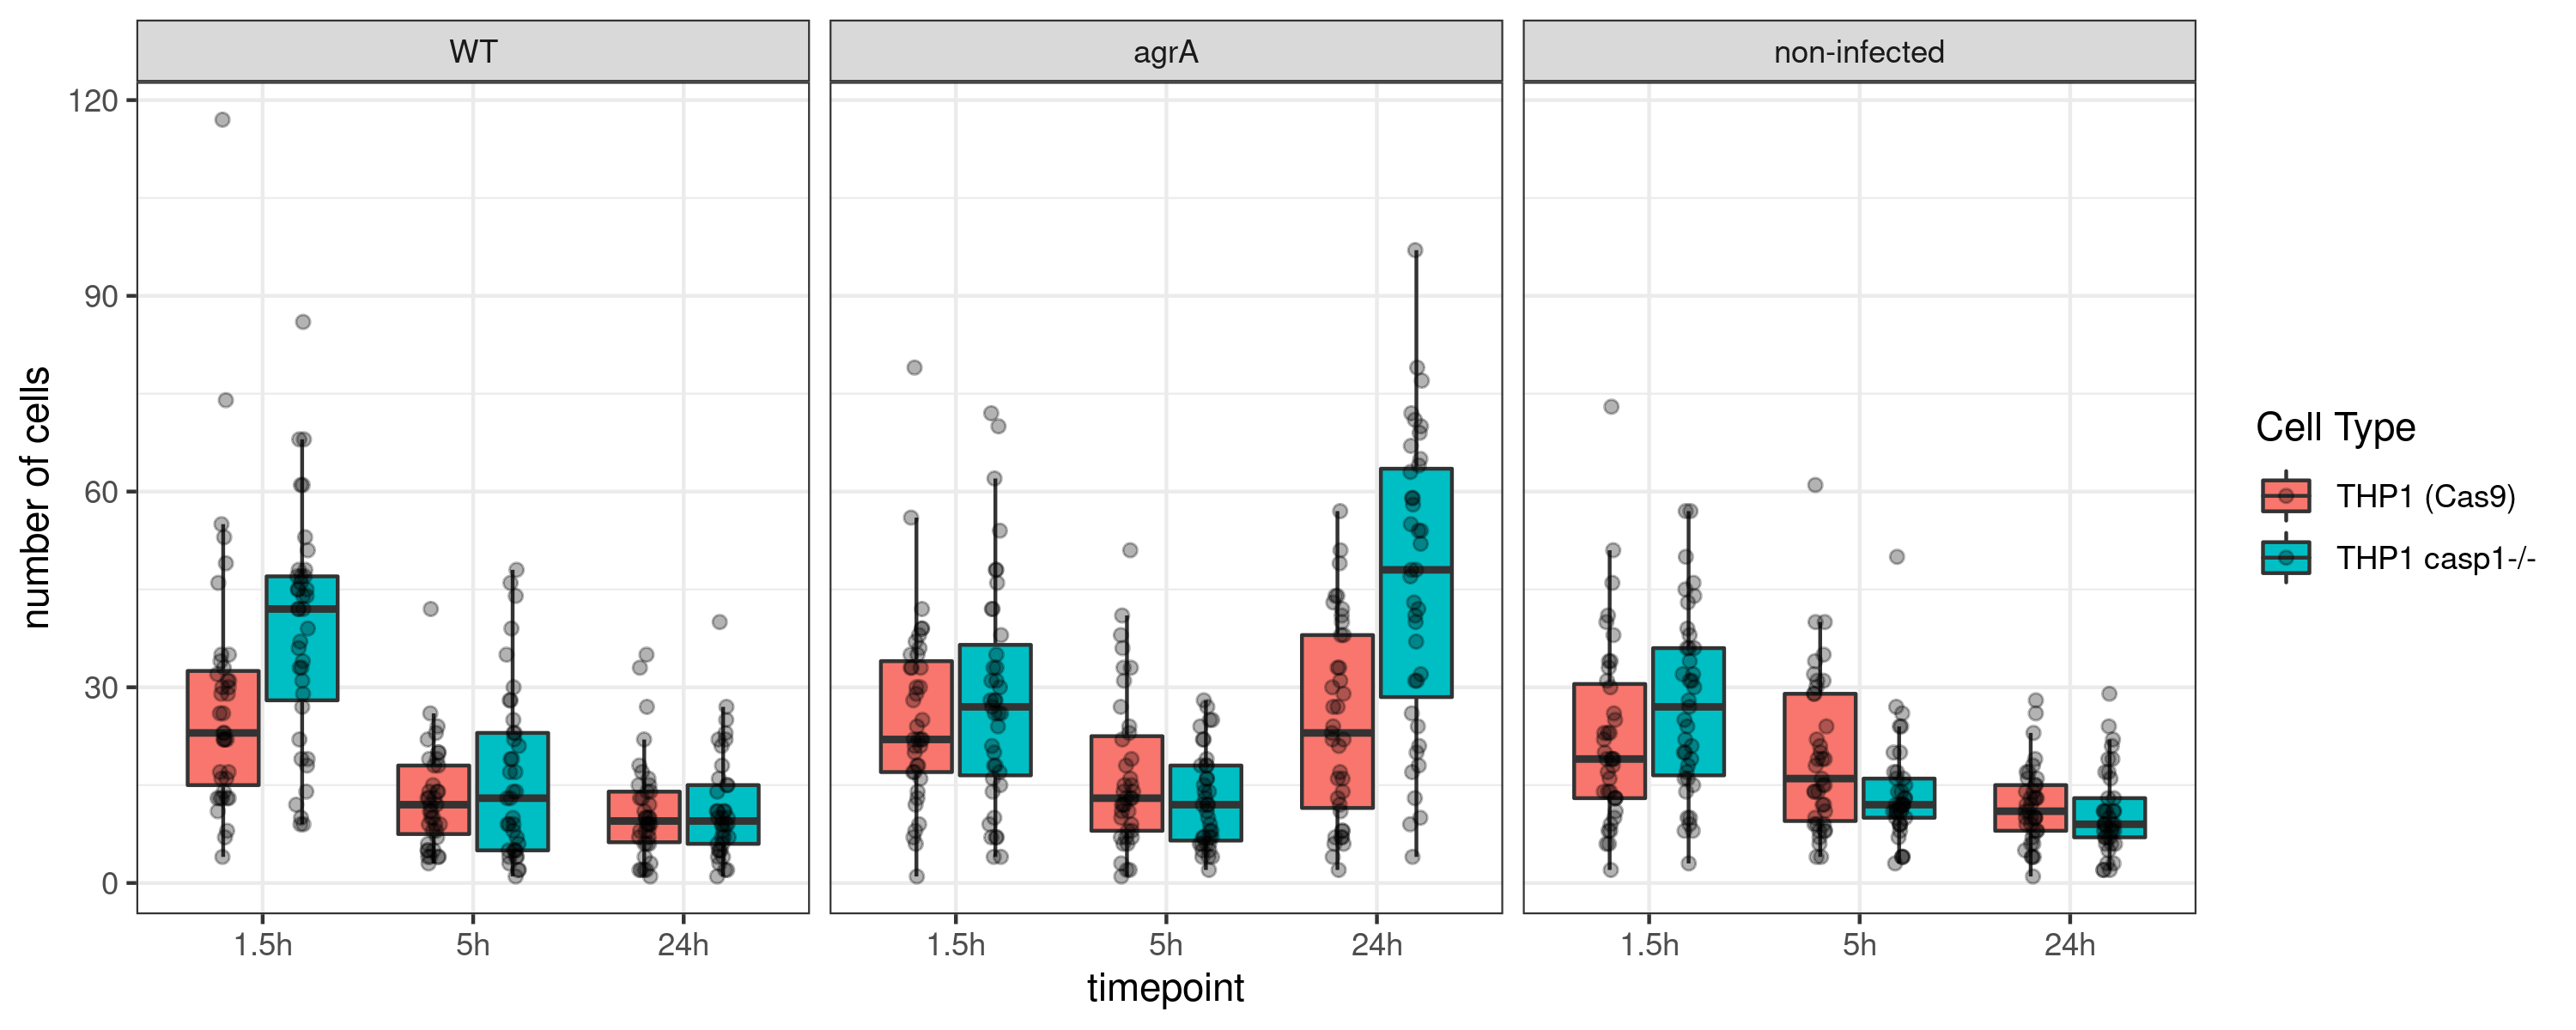 WT
agrA
non-infected
120
90
60
30
0
number of cells
1.5h
5h
24h
1.5h
5h
24h
1.5h
5h
24h
timepoint
Cell Type
THP1 (Cas9)
THP1 casp1-/-